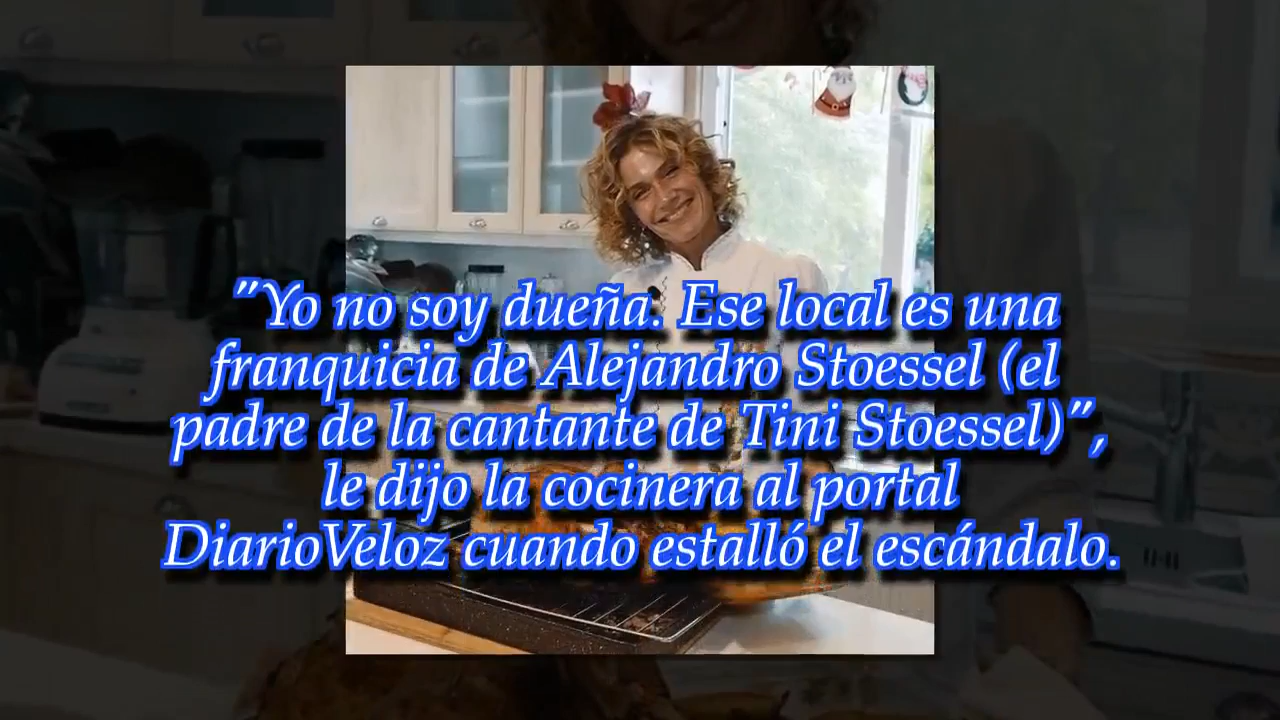 "Yo no soy dueña. Ese local es una
franquicia de Alejandro Stoessel (el
padre de la cantante de Tini Stoessel)",
le dijo la cocinera al portal
DiarioVeloz cuando estalló el escándalo.